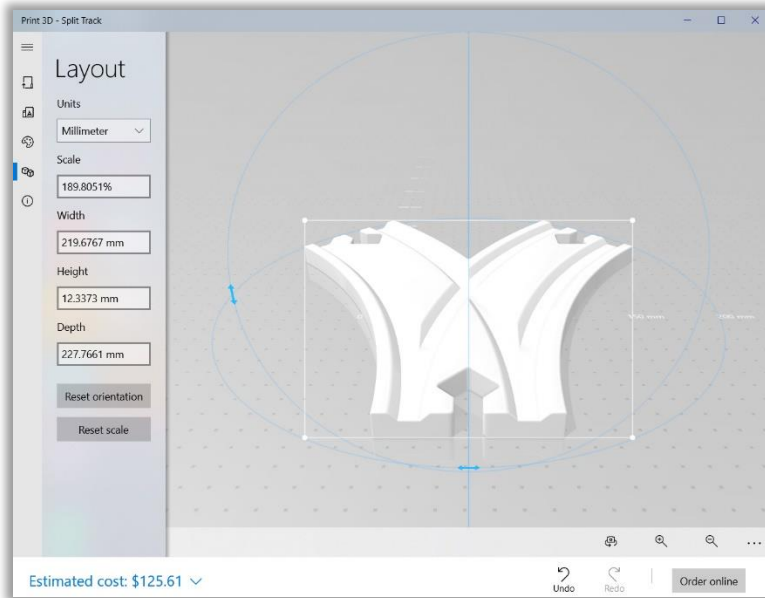 Print 3D - Split Track
Layout
Units
Millimeter
Scale
189.8051%
Width
219.6767 mm
Height
12.3373 mm
Depth
227.7661 mm
Reset orientation
Reset scale
Estimated cost: $125.61
Undo
Redo
Order online